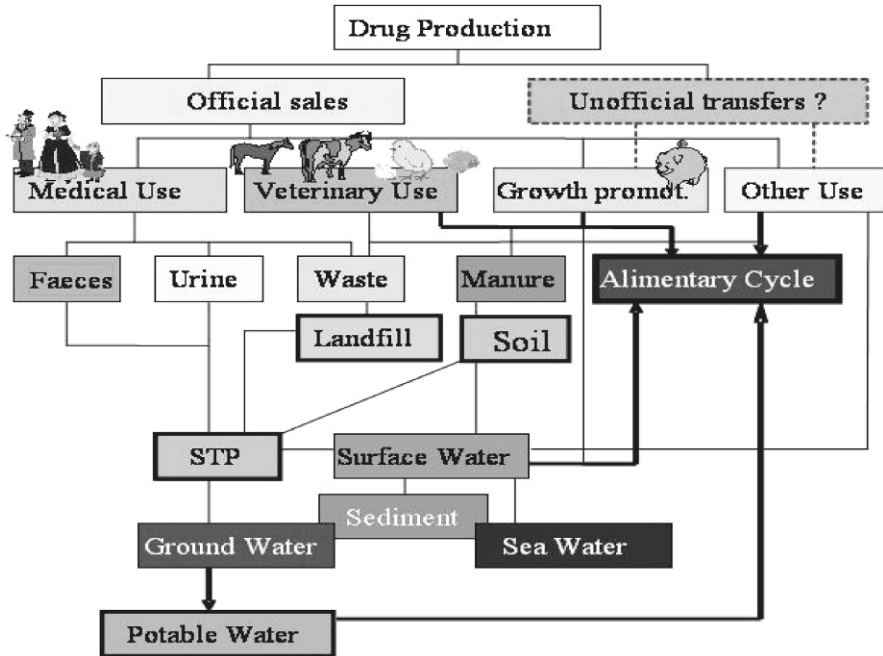 Drug Production
Official sales
Unofficial transfers ?
Medical Use
Veterinary Use
Growth promot.
Other Use
Faeces
Urine
Waste
Manure
Alimentary Cycle
Landfill
Soil
STP
Surface Water
Sediment
Ground Water
Sea Water
Potable Water